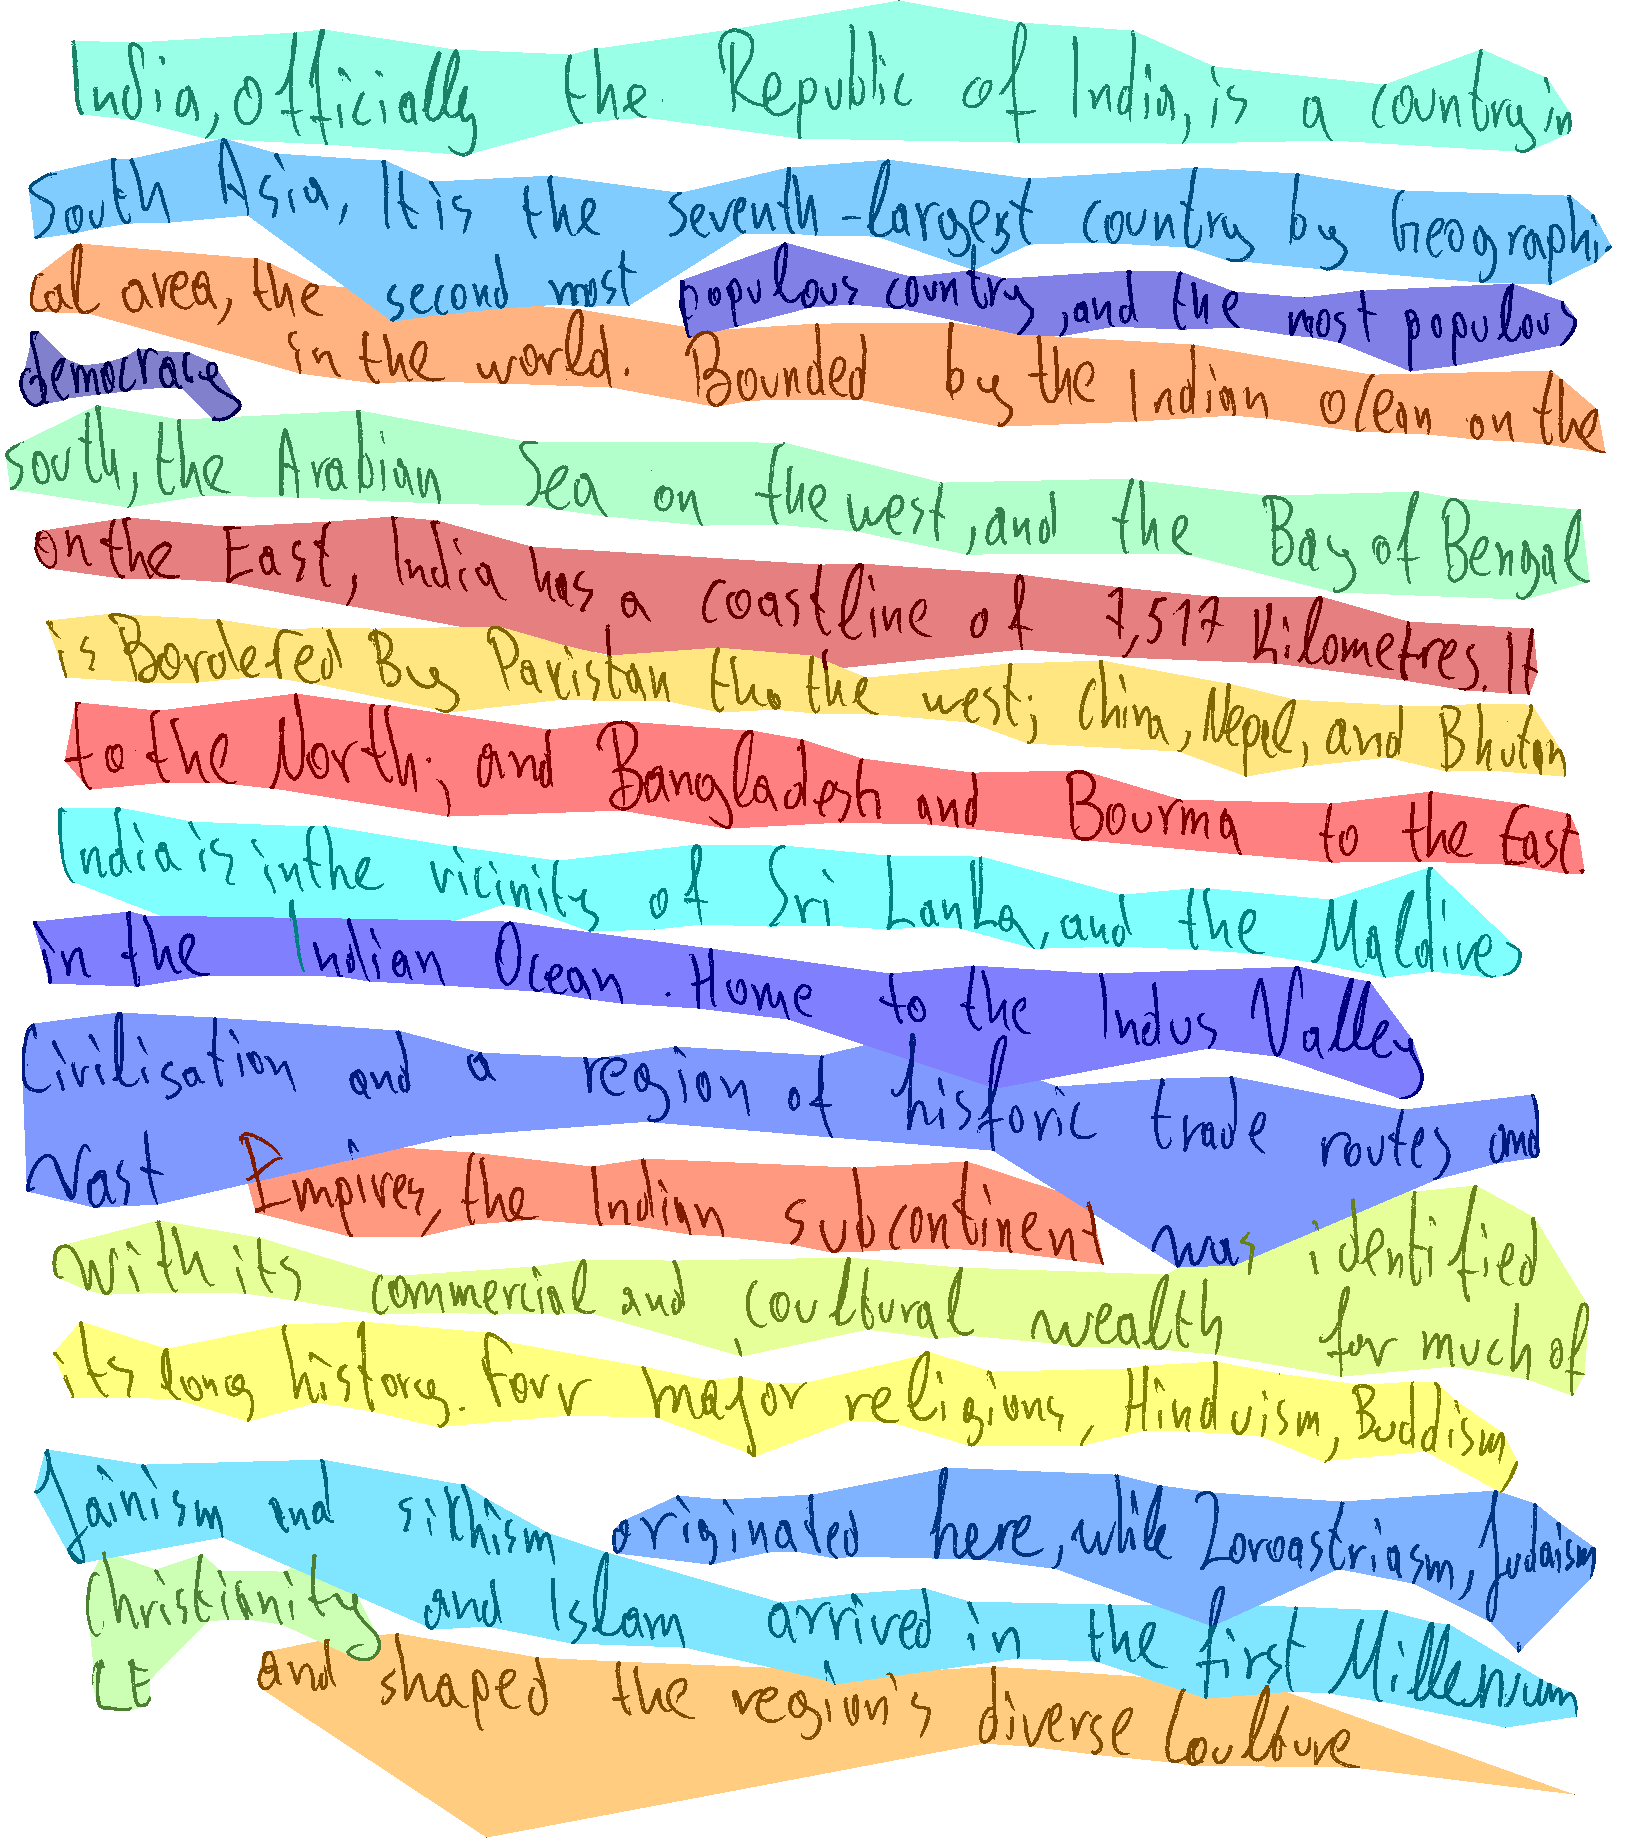 India, officially the Republic of India, is a country in
South Asia, It is the seventh-largest country by Geographi-
cal area, the second most populous country, and the most populous
democracy in the world. Bounded by the Indian Ocean on the
south, the Arabian Sea on the west, and the Bay of Bengal
on the East, India has a coastline of 7,517 Kilometres. It
is Bordered By Pakistan tho the west; China, Nepal, and Bhutan
to the North; and Bangladesh and Bourma to the East.
India is in the vicinity of Sri Lanka, and the Maldives
in the Indian Ocean. Home to the Indus Valley
Civilisation and a region of historic trade routes and
Vast Empires, the Indian subcontinent was identified
with its commercial and coultural wealth for much of
its long history. Four major religions, Hinduism, Buddism,
Jainism and sikhism originated here, while Zoroastriasm, Judaism
Christianity and Islam arrived in the first Millenium
CE and shaped the region's diverse Coulture